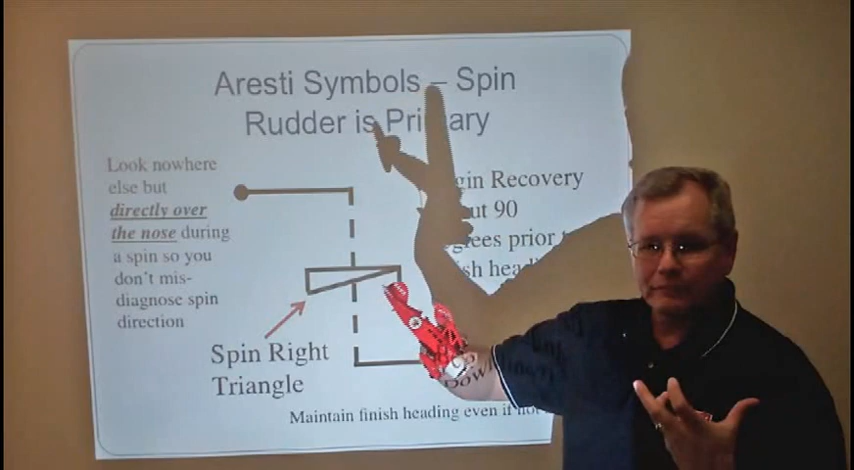 Aresti Symbols – Spin
Rudder is
Look nowhere
else but
directly over
the nose during
a spin so you
don't mis-
diagnose spin
direction
Recovery
90
prior
Spin Right
Triangle
Maintain finish heading even if